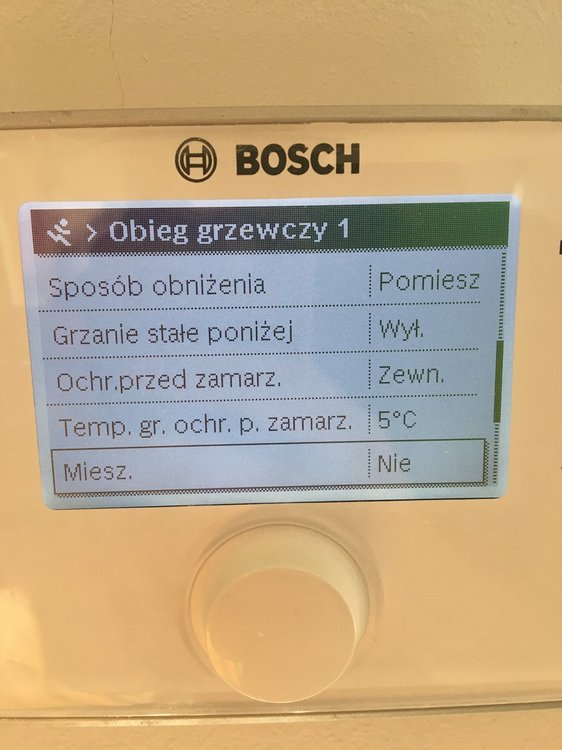 BOSCH
> Obieg grzewczy 1
Sposób obniżenia Pomiesz
Grzanie stałe poniżej Wył.
Ochr.przed zamarz. Zewn.
Temp. gr. ochr. p. zamarz. 5°C
Miesz. Nie